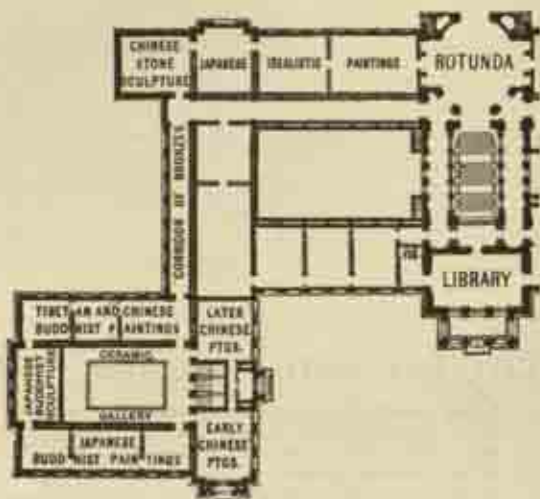 CHINESE
STONE
SCULPTURE
JAPANESE
IDEALISTIC
PAINTINGS
ROTUNDA
CORRIDOR OF BRONZES
LIBRARY
TIBETAN AND CHINESE
BUDDHIST PAINTINGS
LATER
CHINESE
PTGS.
JAPANESE
BUDDHIST
SCULPTURE
CERAMIC
GALLERY
EARLY
CHINESE
PTGS.
JAPANESE
BUDDHIST PAINTINGS